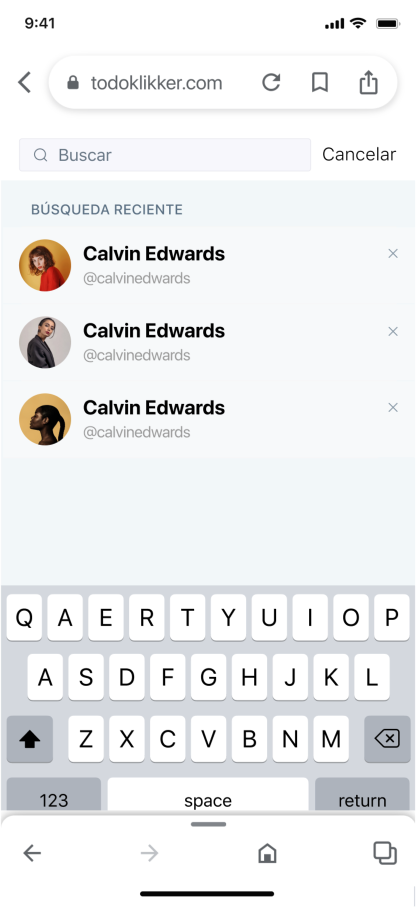 9:41
todoklikker.com
Buscar
Cancelar
BÚSQUEDA RECIENTE
Calvin Edwards
@calvinedwards
Calvin Edwards
@calvinedwards
Calvin Edwards
@calvinedwards
Q A E R T Y U I O P
A S D F G H J K L
Z X C V B N M
123 space return